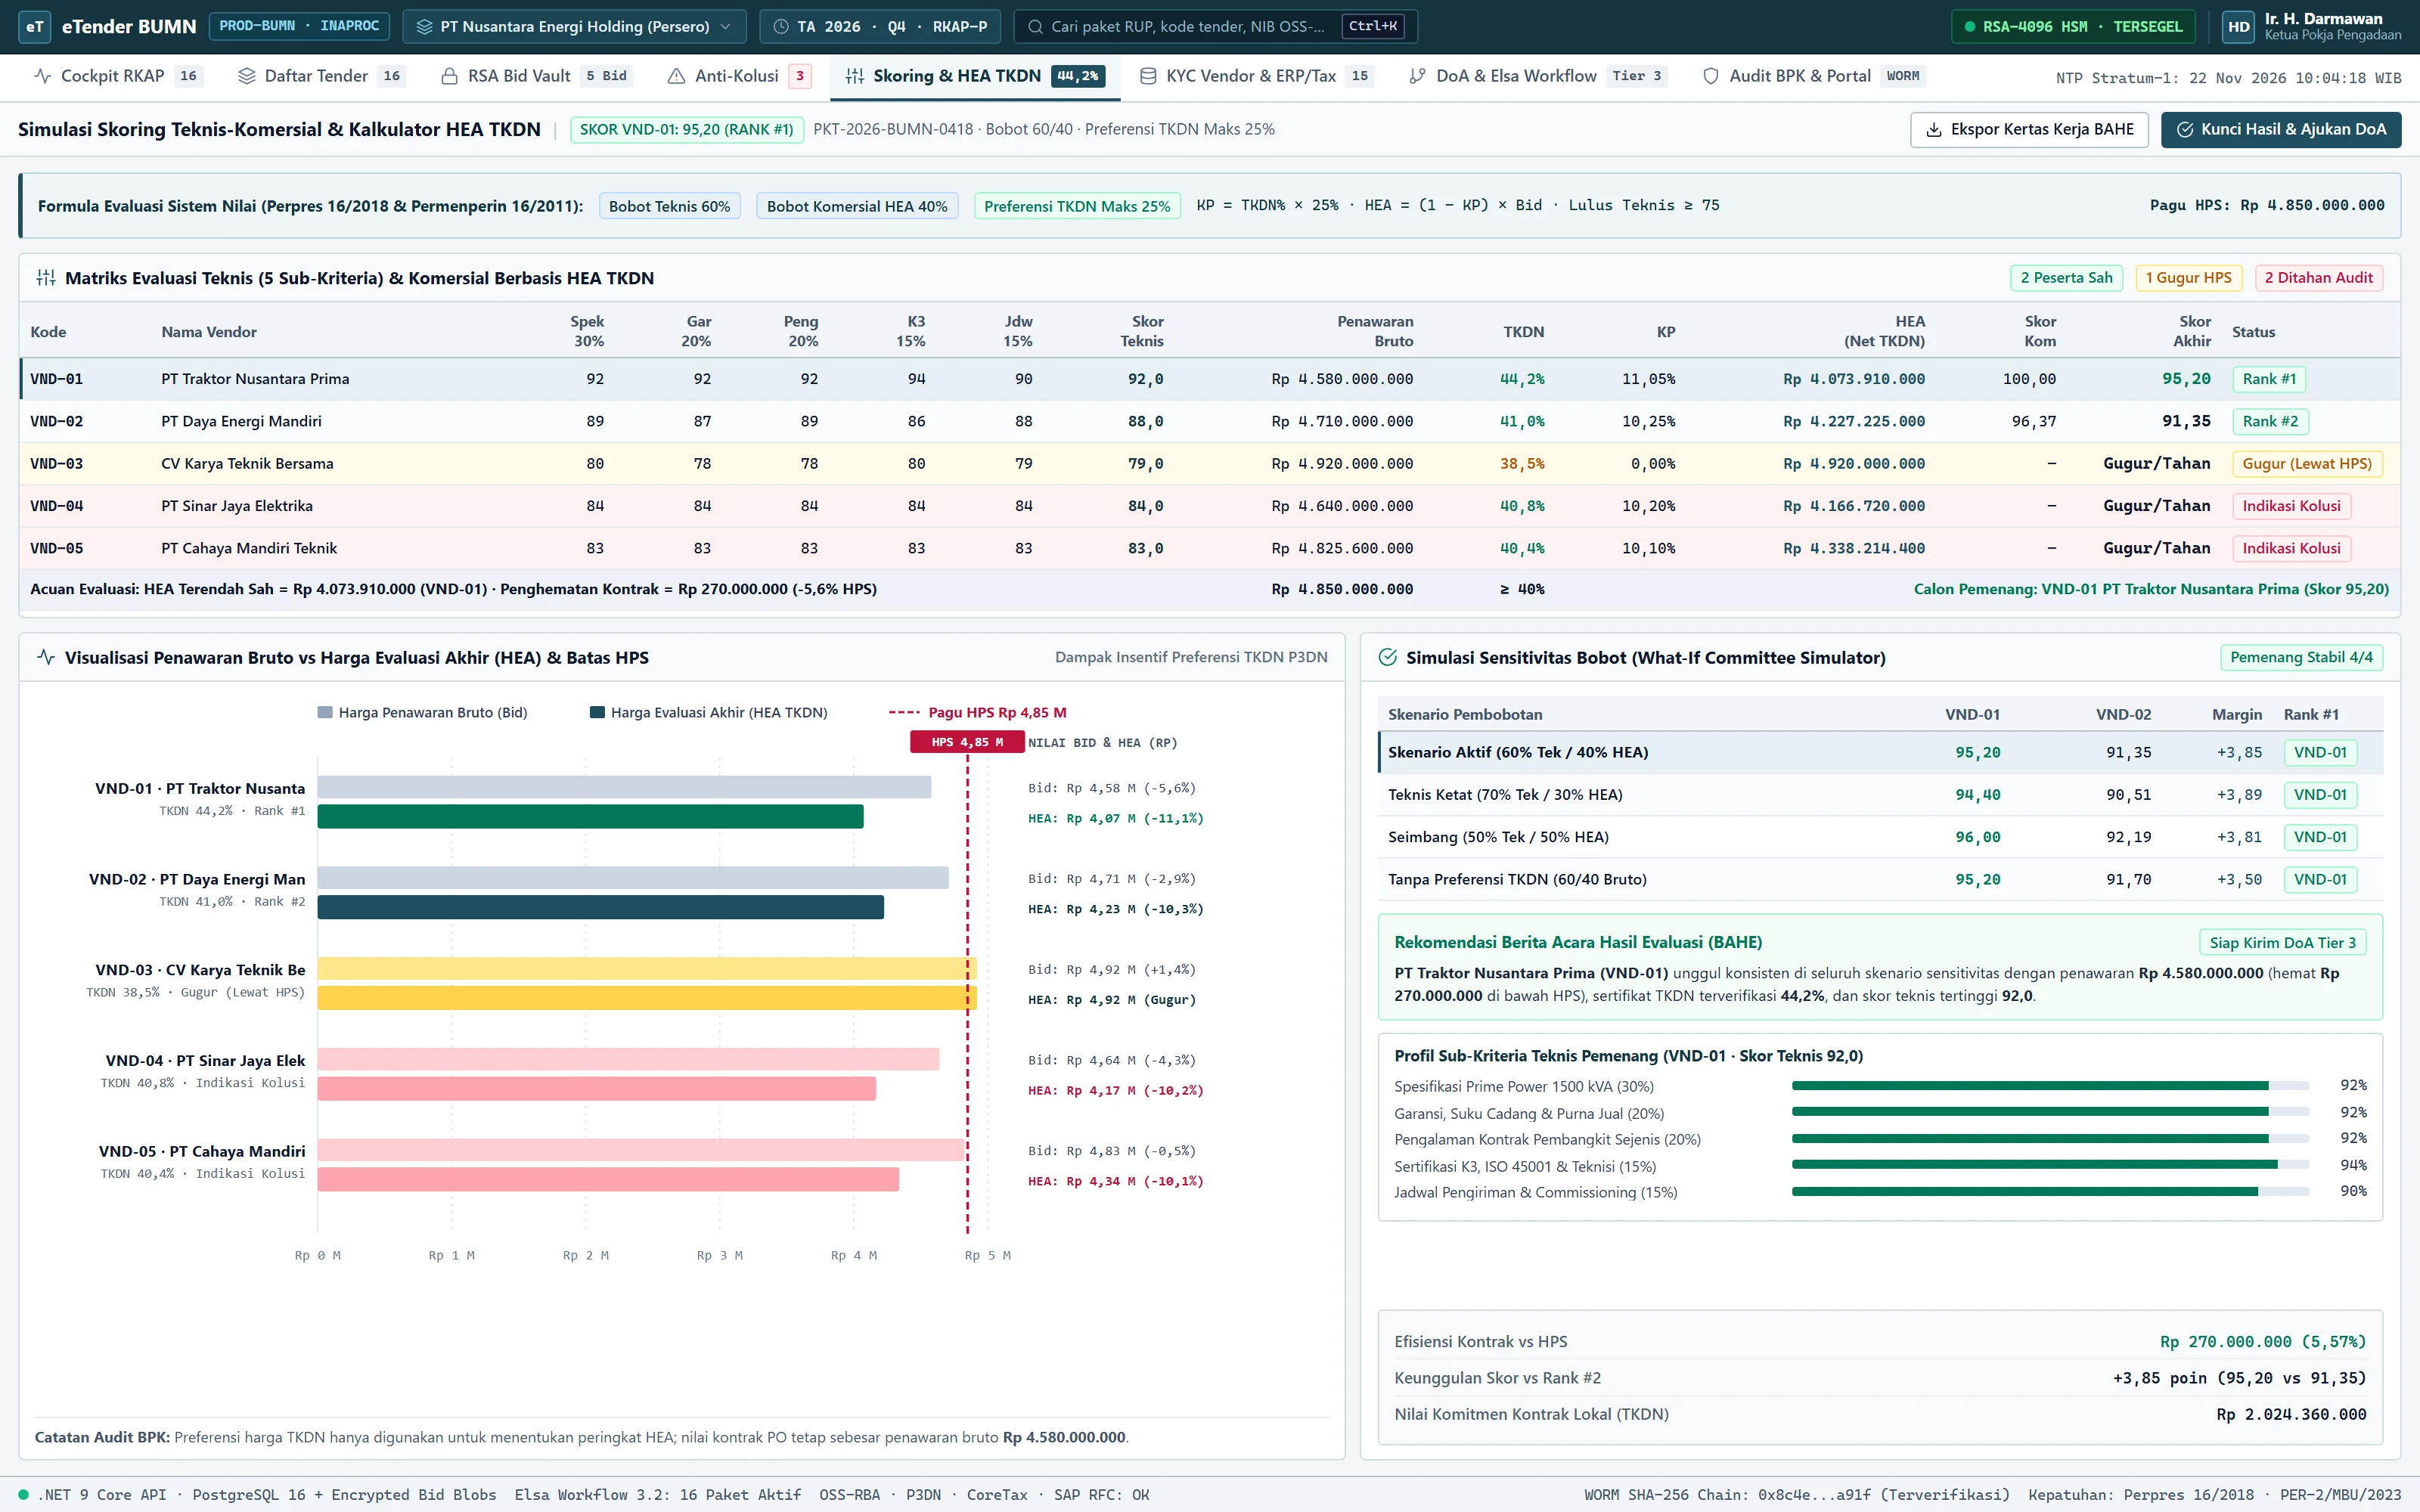 eT eTender BUMN PROD-BUMN · INAPROC PT Nusantara Energi Holding (Persero) TA 2026 · Q4 · RKAP-P Cari paket RUP, kode tender, NIB OSS-... Ctrl+K RSA-4096 HSM · TERSEGEL HD Ir. H. Darmawan
Ketua Pokja Pengadaan
Cockpit RKAP 16 Daftar Tender 16 RSA Bid Vault 5 Bid Anti-Kolusi 3 Skoring & HEA TKDN 44,2% KYC Vendor & ERP/Tax 15 DoA & Elsa Workflow Tier 3 Audit BPK & Portal WORM NTP Stratum-1: 22 Nov 2026 10:04:18 WIB
Simulasi Skoring Teknis-Komersial & Kalkulator HEA TKDN | SKOR VND-01: 95,20 (RANK #1) PKT-2026-BUMN-0418 · Bobot 60/40 · Preferensi TKDN Maks 25% Ekspor Kertas Kerja BAHE Kunci Hasil & Ajukan DoA
Formula Evaluasi Sistem Nilai (Perpres 16/2018 & Permenperin 16/2011): Bobot Teknis 60% Bobot Komersial HEA 40% Preferensi TKDN Maks 25% KP = TKDN% × 25% · HEA = (1 − KP) × Bid · Lulus Teknis ≥ 75 Pagu HPS: Rp 4.850.000.000
Matriks Evaluasi Teknis (5 Sub-Kriteria) & Komersial Berbasis HEA TKDN 2 Peserta Sah 1 Gugur HPS 2 Ditahan Audit
Kode Nama Vendor Spek 30% Gar 20% Peng 20% K3 15% Jdw 15% Skor Teknis Penawaran Bruto TKDN KP HEA (Net TKDN) Skor Kom Skor Akhir Status
VND-01 PT Traktor Nusantara Prima 92 92 92 94 90 92,0 Rp 4.580.000.000 44,2% 11,05% Rp 4.073.910.000 100,00 95,20 Rank #1
VND-02 PT Daya Energi Mandiri 89 87 89 86 88 88,0 Rp 4.710.000.000 41,0% 10,25% Rp 4.227.225.000 96,37 91,35 Rank #2
VND-03 CV Karya Teknik Bersama 80 78 78 80 79 79,0 Rp 4.920.000.000 38,5% 0,00% Rp 4.920.000.000 – Gugur/Tahan Gugur (Lewat HPS)
VND-04 PT Sinar Jaya Elektrika 84 84 84 84 84 84,0 Rp 4.640.000.000 40,8% 10,20% Rp 4.166.720.000 – Gugur/Tahan Indikasi Kolusi
VND-05 PT Cahaya Mandiri Teknik 83 83 83 83 83 83,0 Rp 4.825.600.000 40,4% 10,10% Rp 4.338.214.400 – Gugur/Tahan Indikasi Kolusi
Acuan Evaluasi: HEA Terendah Sah = Rp 4.073.910.000 (VND-01) · Penghematan Kontrak = Rp 270.000.000 (-5,6% HPS) Rp 4.850.000.000 ≥ 40% Calon Pemenang: VND-01 PT Traktor Nusantara Prima (Skor 95,20)
Visualisasi Penawaran Bruto vs Harga Evaluasi Akhir (HEA) & Batas HPS Dampak Insentif Preferensi TKDN P3DN
Harga Penawaran Bruto (Bid) Harga Evaluasi Akhir (HEA TKDN) Pagu HPS Rp 4,85 M
HPS 4,85 M NILAI BID & HEA (RP)
VND-01 · PT Traktor Nusanta Bid: Rp 4,58 M (-5,6%)
TKDN 44,2% · Rank #1 HEA: Rp 4,07 M (-11,1%)
VND-02 · PT Daya Energi Man Bid: Rp 4,71 M (-2,9%)
TKDN 41,0% · Rank #2 HEA: Rp 4,23 M (-10,3%)
VND-03 · CV Karya Teknik Be Bid: Rp 4,92 M (+1,4%)
TKDN 38,5% · Gugur (Lewat HPS) HEA: Rp 4,92 M (Gugur)
VND-04 · PT Sinar Jaya Elek Bid: Rp 4,64 M (-4,3%)
TKDN 40,8% · Indikasi Kolusi HEA: Rp 4,17 M (-10,2%)
VND-05 · PT Cahaya Mandiri Bid: Rp 4,83 M (-0,5%)
TKDN 40,4% · Indikasi Kolusi HEA: Rp 4,34 M (-10,1%)
Rp 0 M Rp 1 M Rp 2 M Rp 3 M Rp 4 M Rp 5 M
Catatan Audit BPK: Preferensi harga TKDN hanya digunakan untuk menentukan peringkat HEA; nilai kontrak PO tetap sebesar penawaran bruto Rp 4.580.000.000.
Simulasi Sensitivitas Bobot (What-If Committee Simulator) Pemenang Stabil 4/4
Skenario Pembobotan VND-01 VND-02 Margin Rank #1
Skenario Aktif (60% Tek / 40% HEA) 95,20 91,35 +3,85 VND-01
Teknis Ketat (70% Tek / 30% HEA) 94,40 90,51 +3,89 VND-01
Seimbang (50% Tek / 50% HEA) 96,00 92,19 +3,81 VND-01
Tanpa Preferensi TKDN (60/40 Bruto) 95,20 91,70 +3,50 VND-01
Rekomendasi Berita Acara Hasil Evaluasi (BAHE) Siap Kirim DoA Tier 3
PT Traktor Nusantara Prima (VND-01) unggul konsisten di seluruh skenario sensitivitas dengan penawaran Rp 4.580.000.000 (hemat Rp
270.000.000 di bawah HPS), sertifikat TKDN terverifikasi 44,2%, dan skor teknis tertinggi 92,0.
Profil Sub-Kriteria Teknis Pemenang (VND-01 · Skor Teknis 92,0)
Spesifikasi Prime Power 1500 kVA (30%) 92%
Garansi, Suku Cadang & Purna Jual (20%) 92%
Pengalaman Kontrak Pembangkit Sejenis (20%) 92%
Sertifikasi K3, ISO 45001 & Teknisi (15%) 94%
Jadwal Pengiriman & Commissioning (15%) 90%
Efisiensi Kontrak vs HPS Rp 270.000.000 (5,57%)
Keunggulan Skor vs Rank #2 +3,85 poin (95,20 vs 91,35)
Nilai Komitmen Kontrak Lokal (TKDN) Rp 2.024.360.000
.NET 9 Core API · PostgreSQL 16 + Encrypted Bid Blobs Elsa Workflow 3.2: 16 Paket Aktif OSS-RBA · P3DN · CoreTax · SAP RFC: OK WORM SHA-256 Chain: 0x8c4e...a91f (Terverifikasi) Kepatuhan: Perpres 16/2018 · PER-2/MBU/2023